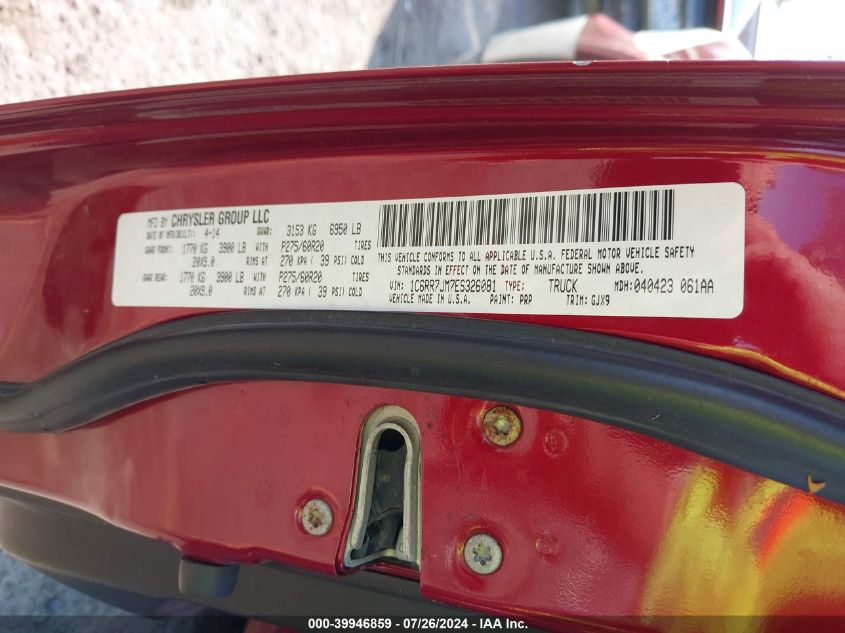 MFD BY CHRYSLER GROUP LLC
DATE OF MFR/BUILT: 4-14 GVWR: 3153 KG 6950 LB
GAWR FRONT: 1770 KG 3900 LB WITH P275/60R20 TIRES
20X9.0 RIMS AT 270 KPA ( 39 PSI) COLD
GAWR REAR: 1770 KG 3900 LB WITH P275/60R20 TIRES
20X9.0 RIMS AT 270 KPA ( 39 PSI) COLD
THIS VEHICLE CONFORMS TO ALL APPLICABLE U.S.A. FEDERAL MOTOR VEHICLE SAFETY
STANDARDS IN EFFECT ON THE DATE OF MANUFACTURE SHOWN ABOVE.
VIN: 1C6RR7JM7ES326081 TYPE: TRUCK MDH: 040423 061AA
VEHICLE MADE IN U.S.A. PAINT: PRP TRIM: GJX9
000-39946859 / 07/26/2024 - IAA Inc.